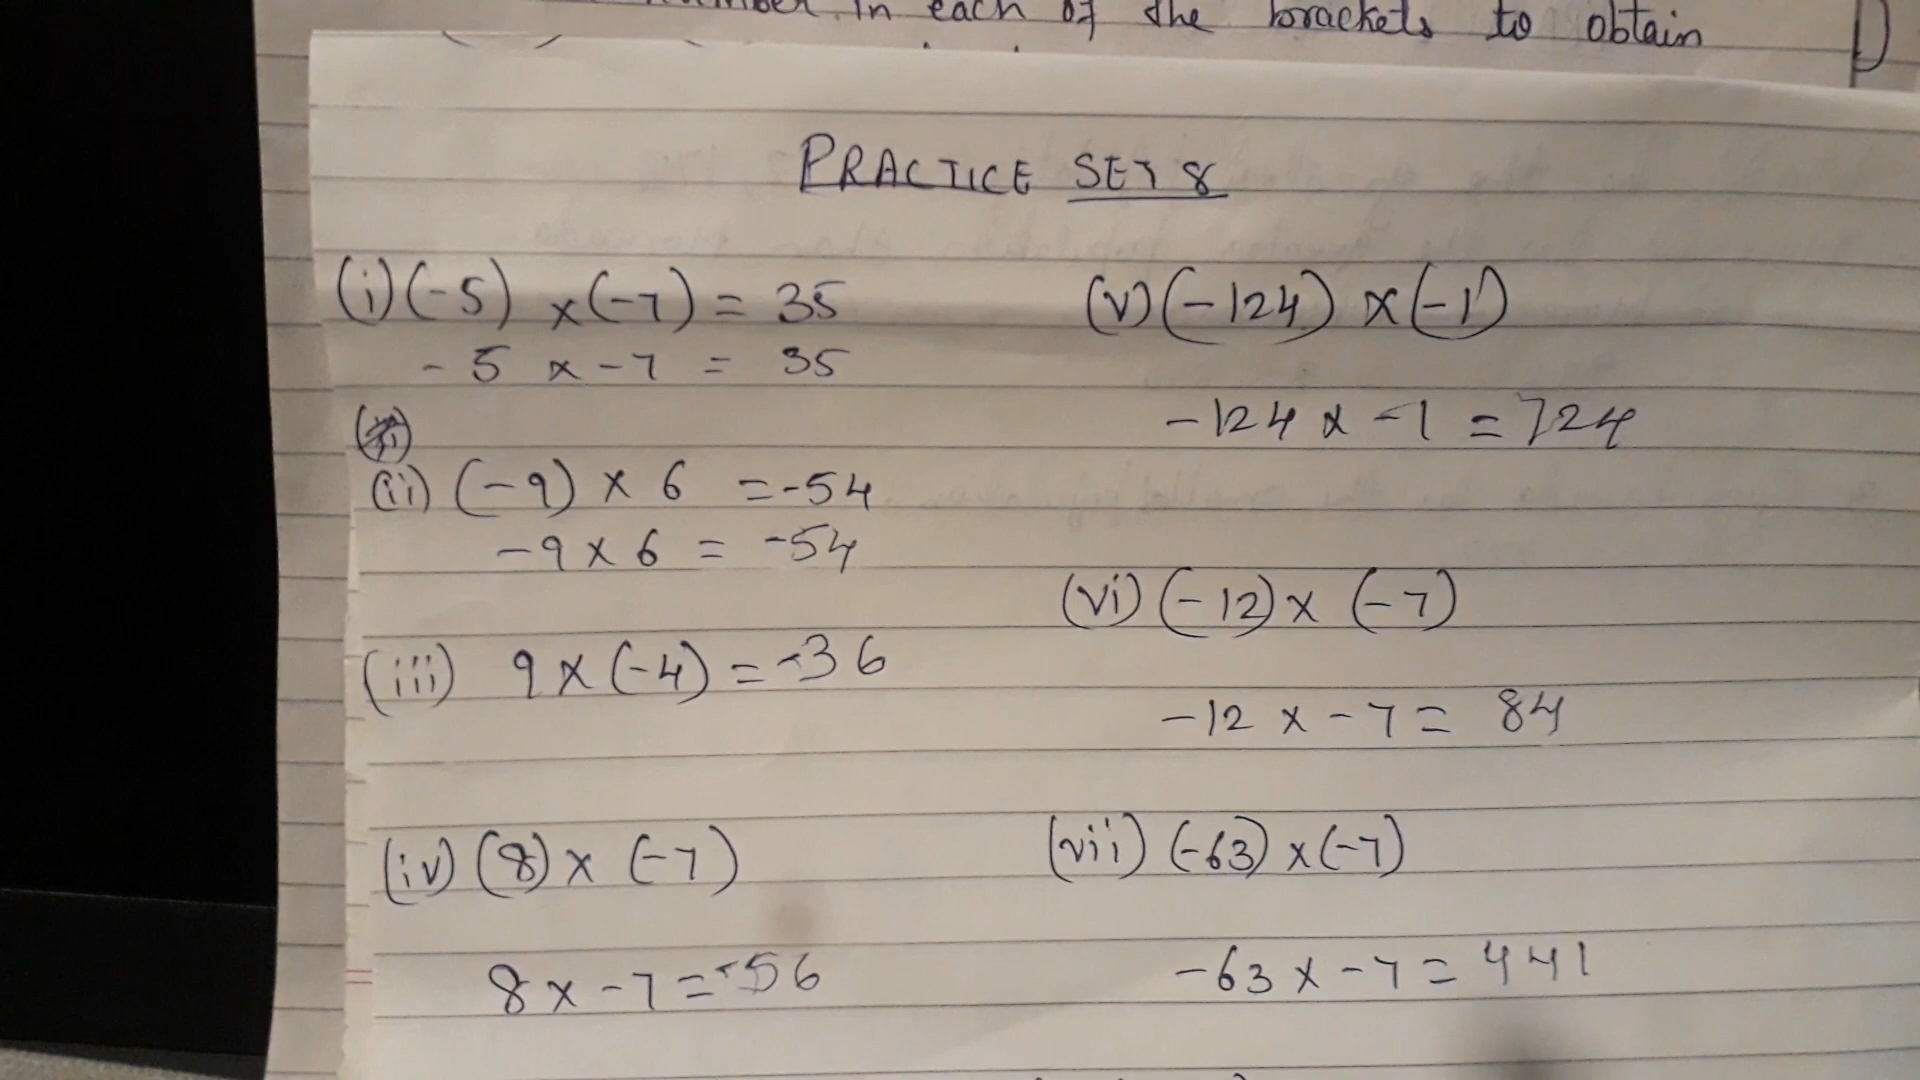 in each of the brackets to obtain
PRACTICE SET 8
(i) (-5) x (-7) = 35
- 5 x - 7 = 35
(ii) (-9) x 6 = -54
-9 x 6 = -54
(iii) 9 x (-4) = -36
(iv) (8) x (-7)
8 x - 7 = -56
(v) (-124) x (-1)
-124 x -1 = 724
(vi) (-12) x (-7)
-12 x -7 = 84
(vii) (-63) x (-7)
-63 x -7 = 441